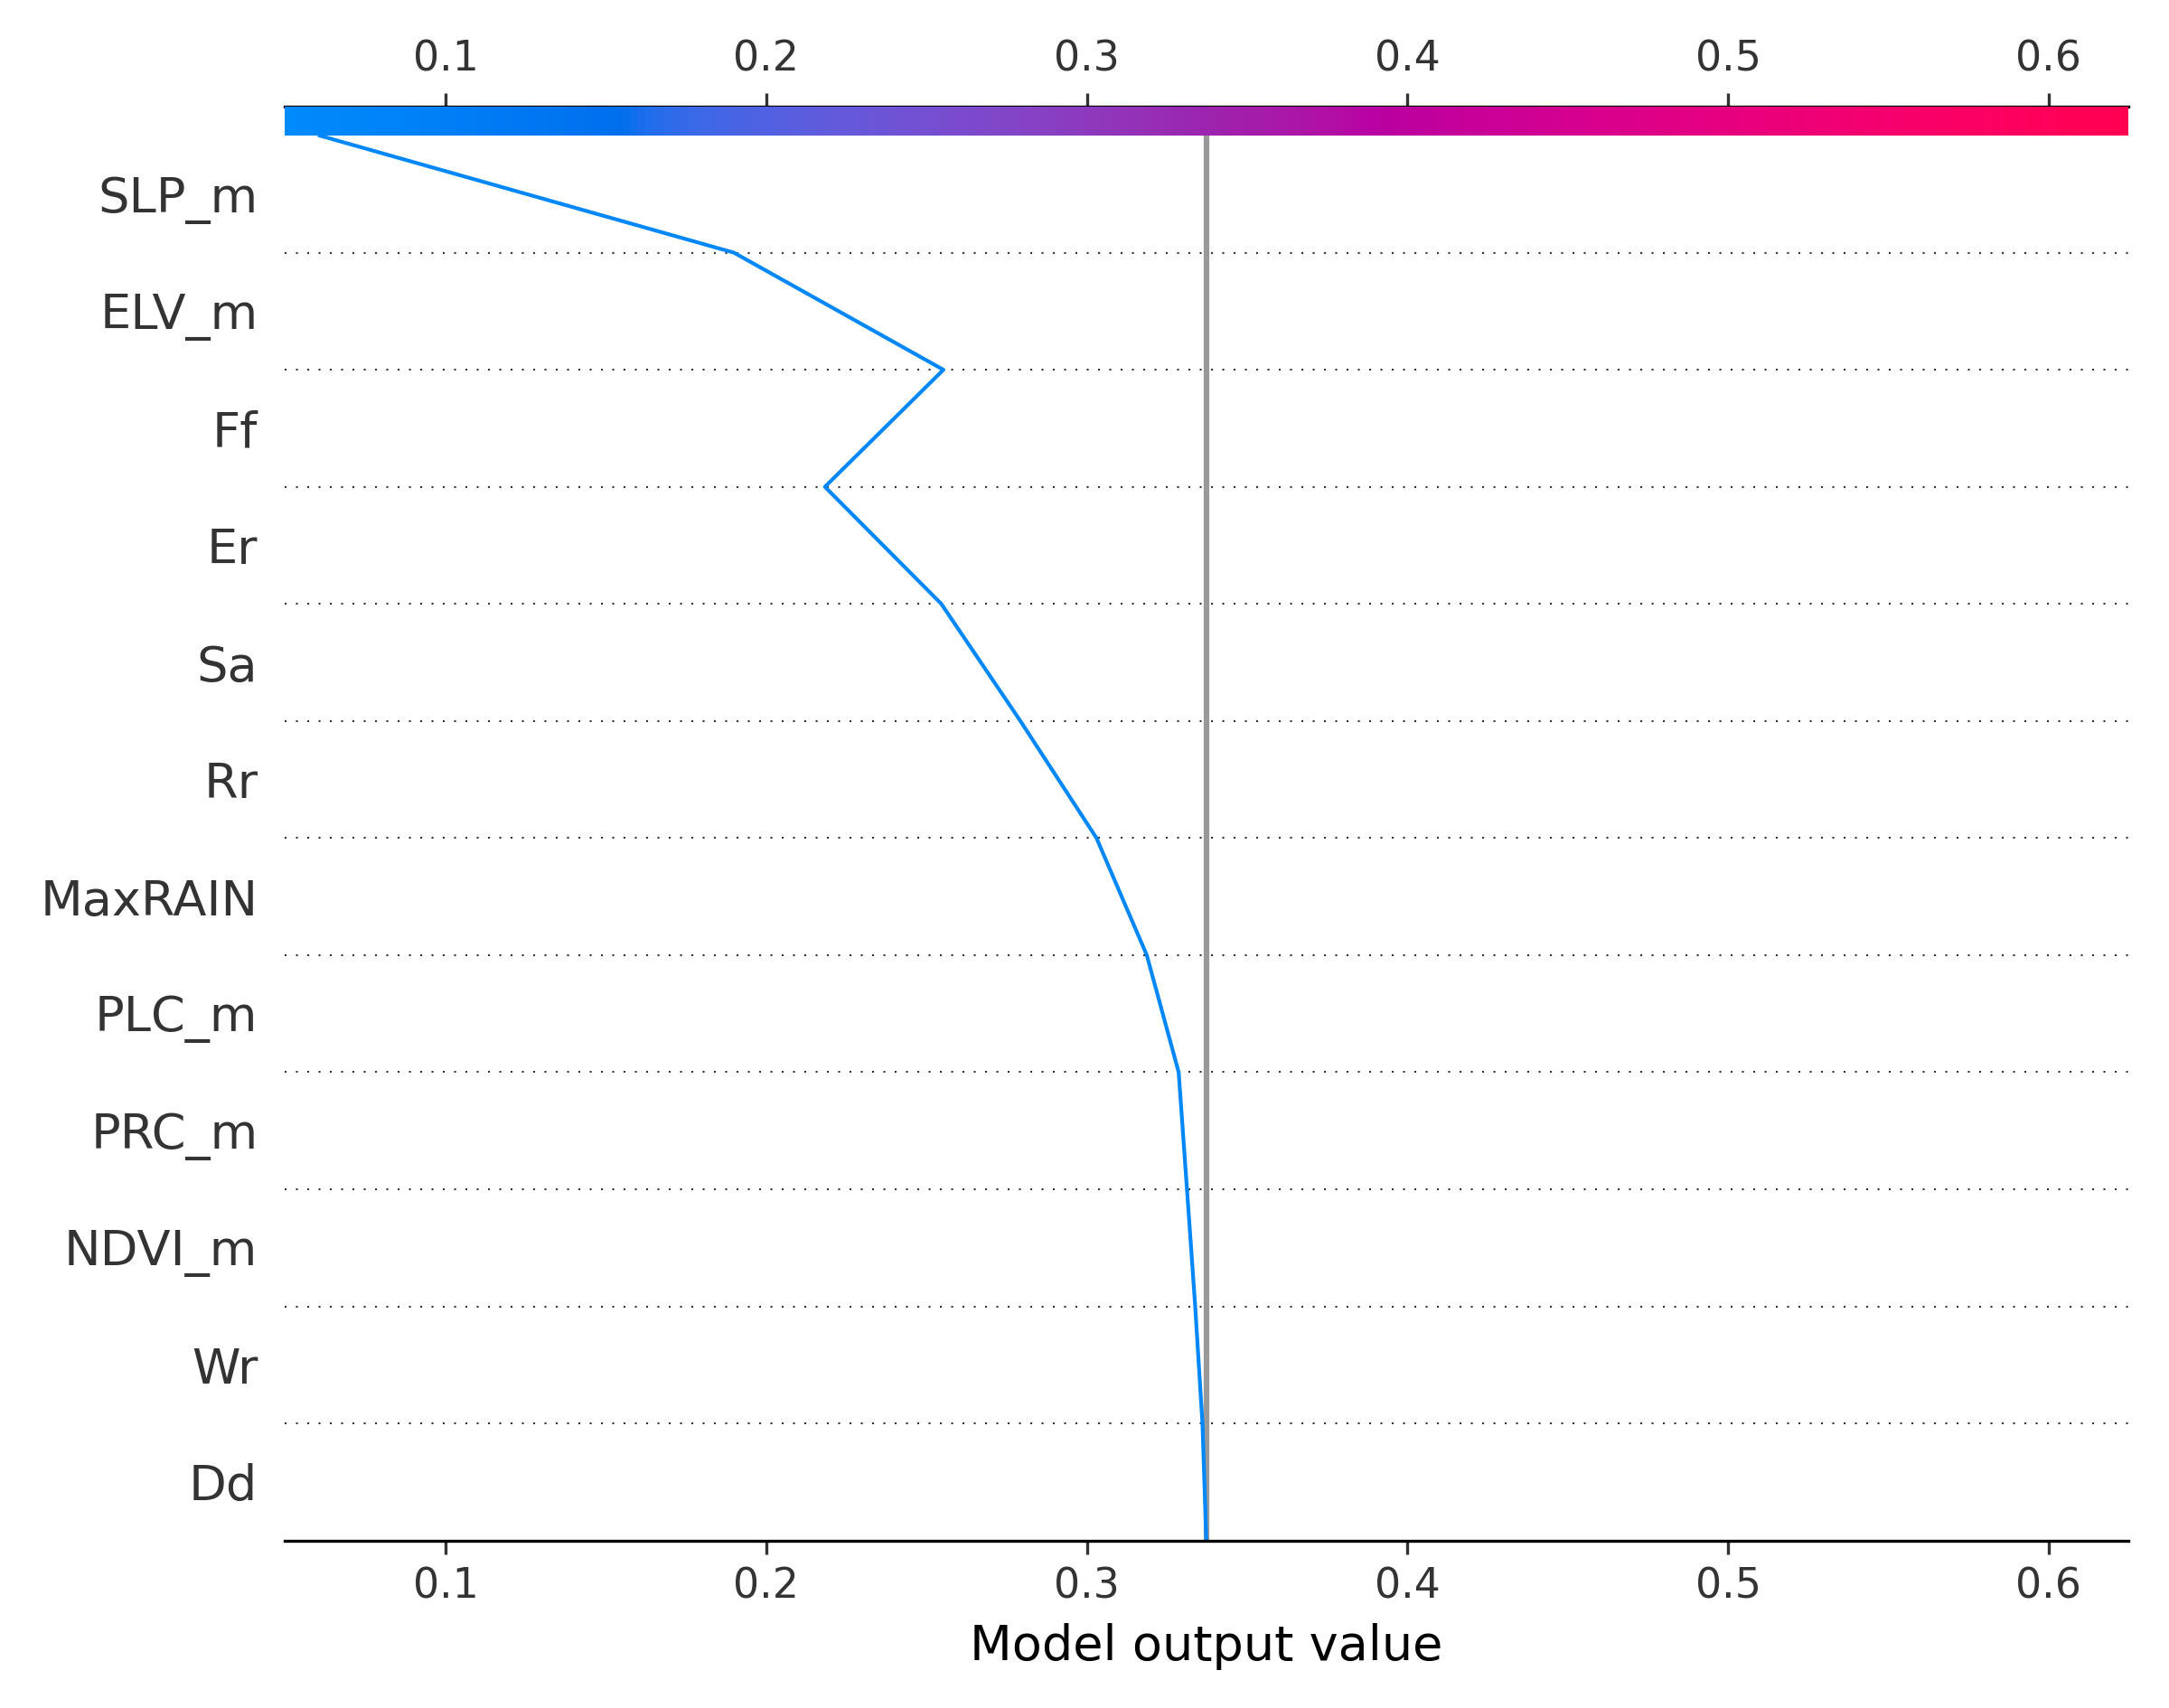 0.1 0.2 0.3 0.4 0.5 0.6
SLP_m
ELV_m
Ff
Er
Sa
Rr
MaxRAIN
PLC_m
PRC_m
NDVI_m
Wr
Dd
0.1 0.2 0.3 0.4 0.5 0.6
Model output value